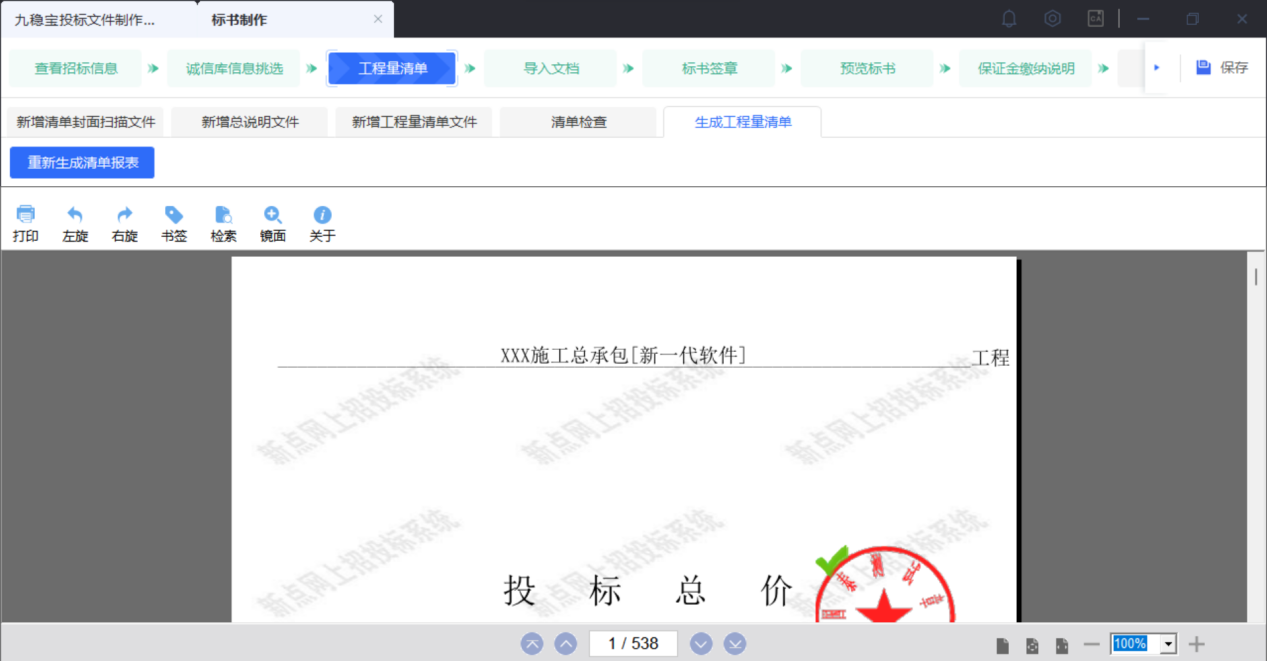 九稳宝投标文件制作...
标书制作
CA
查看招标信息
诚信库信息挑选
工程量清单
导入文档
标书签章
预览标书
保证金缴纳说明
保存
新增清单封面扫描文件
新增总说明文件
新增工程量清单文件
清单检查
生成工程量清单
重新生成清单报表
打印
左旋
右旋
书签
检索
镜面
关于
XXX施工总承包[新一代软件]
工程
新点网上招投标系统
新点网上招投标系统
新点网上招投标系统
新点网上招投标系统
新点网上招投标系统
新点网上招投标系统
投 标 总 价
测试
章
1 / 538
100%